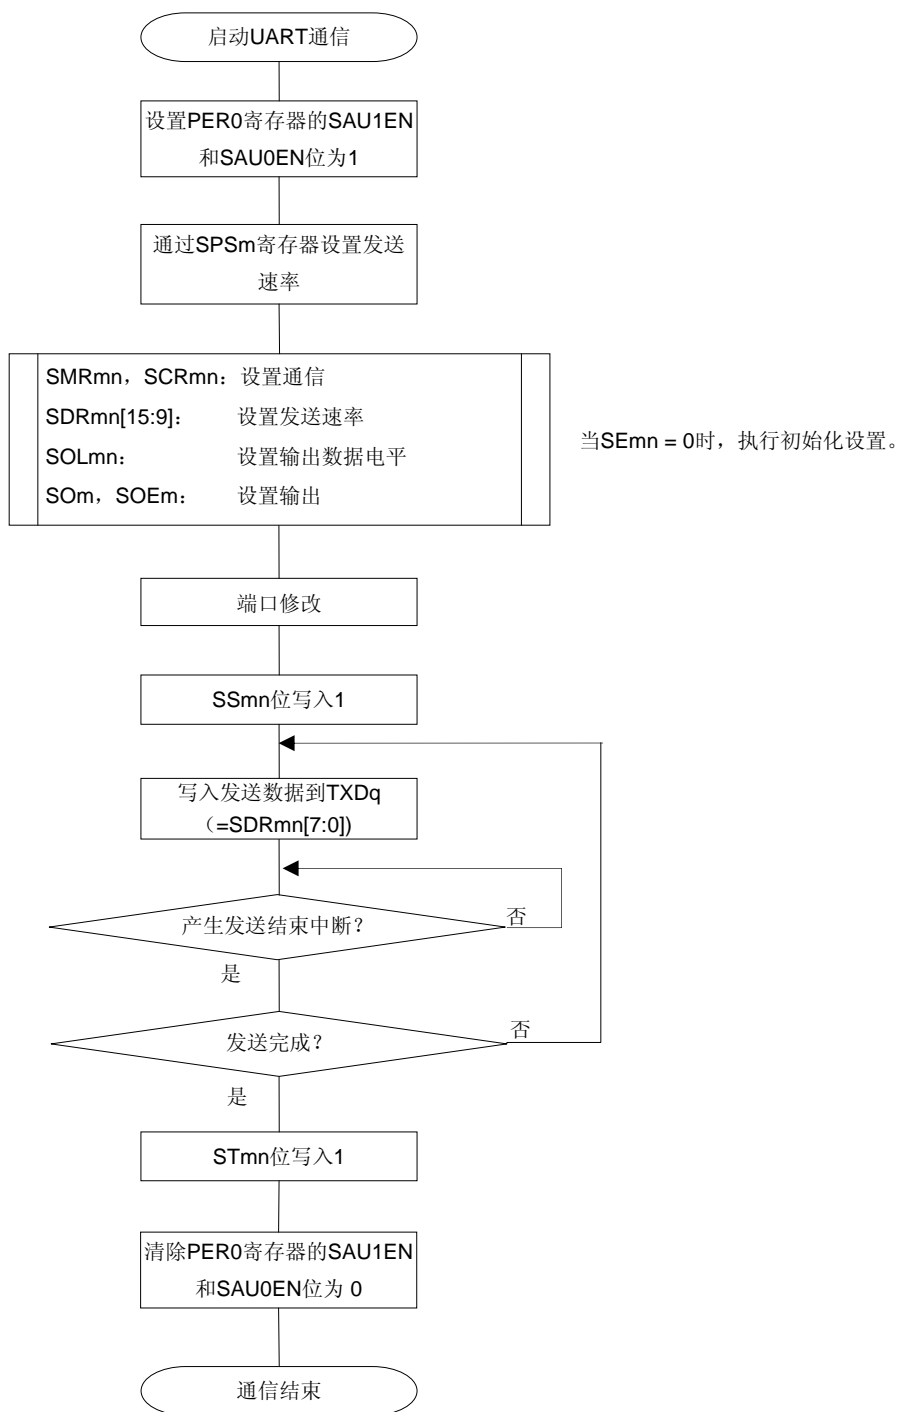 启动UART通信
设置PER0寄存器的SAU1EN
和SAU0EN位为1
通过SPSm寄存器设置发送
速率
SMRmn，SCRmn：设置通信
SDRmn[15:9]： 设置发送速率
SOLmn： 设置输出数据电平
SOm，SOEm： 设置输出
当SEmn = 0时，执行初始化设置。
端口修改
SSmn位写入1
写入发送数据到TXDq
（=SDRmn[7:0])
产生发送结束中断？
否
是
发送完成？
否
是
STmn位写入1
清除PER0寄存器的SAU1EN
和SAU0EN位为 0
通信结束